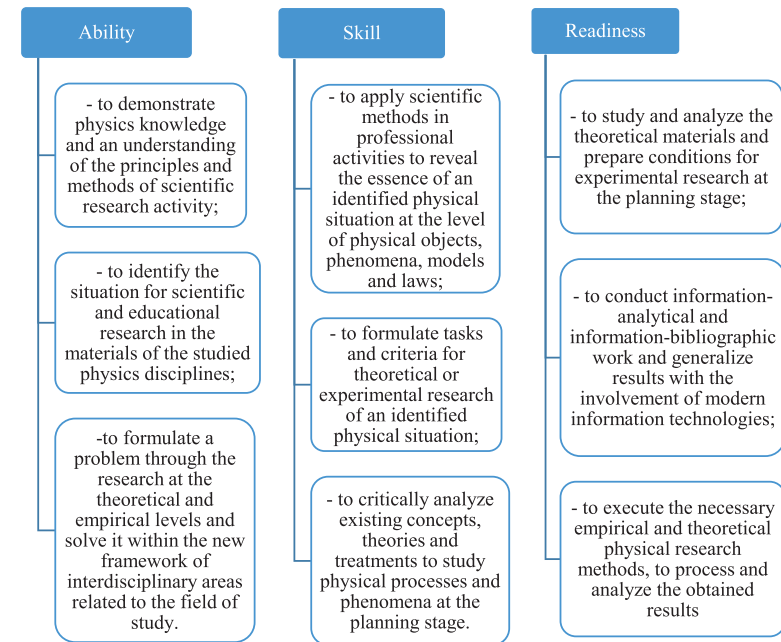 Ability
- to demonstrate
physics knowledge
and an understanding
of the principles and
methods of scientific
research activity;
- to identify the
situation for scientific
and educational
research in the
materials of the studied
physics disciplines;
-to formulate a
problem through the
research at the
theoretical and
empirical levels and
solve it within the new
framework of
interdisciplinary areas
related to the field of
study.
Skill
- to apply scientific
methods in
professional
activities to reveal
the essence of an
identified physical
situation at the level
of physical objects,
phenomena, models
and laws;
- to formulate tasks
and criteria for
theoretical or
experimental research
of an identified
physical situation;
- to critically analyze
existing concepts,
theories and
treatments to study
physical processes and
phenomena at the
planning stage.
Readiness
- to study and analyze the
theoretical materials and
prepare conditions for
experimental research at
the planning stage;
- to conduct information-
analytical and
information-bibliographic
work and generalize
results with the
involvement of modern
information technologies;
- to execute the necessary
empirical and theoretical
physical research
methods, to process and
analyze the obtained
results